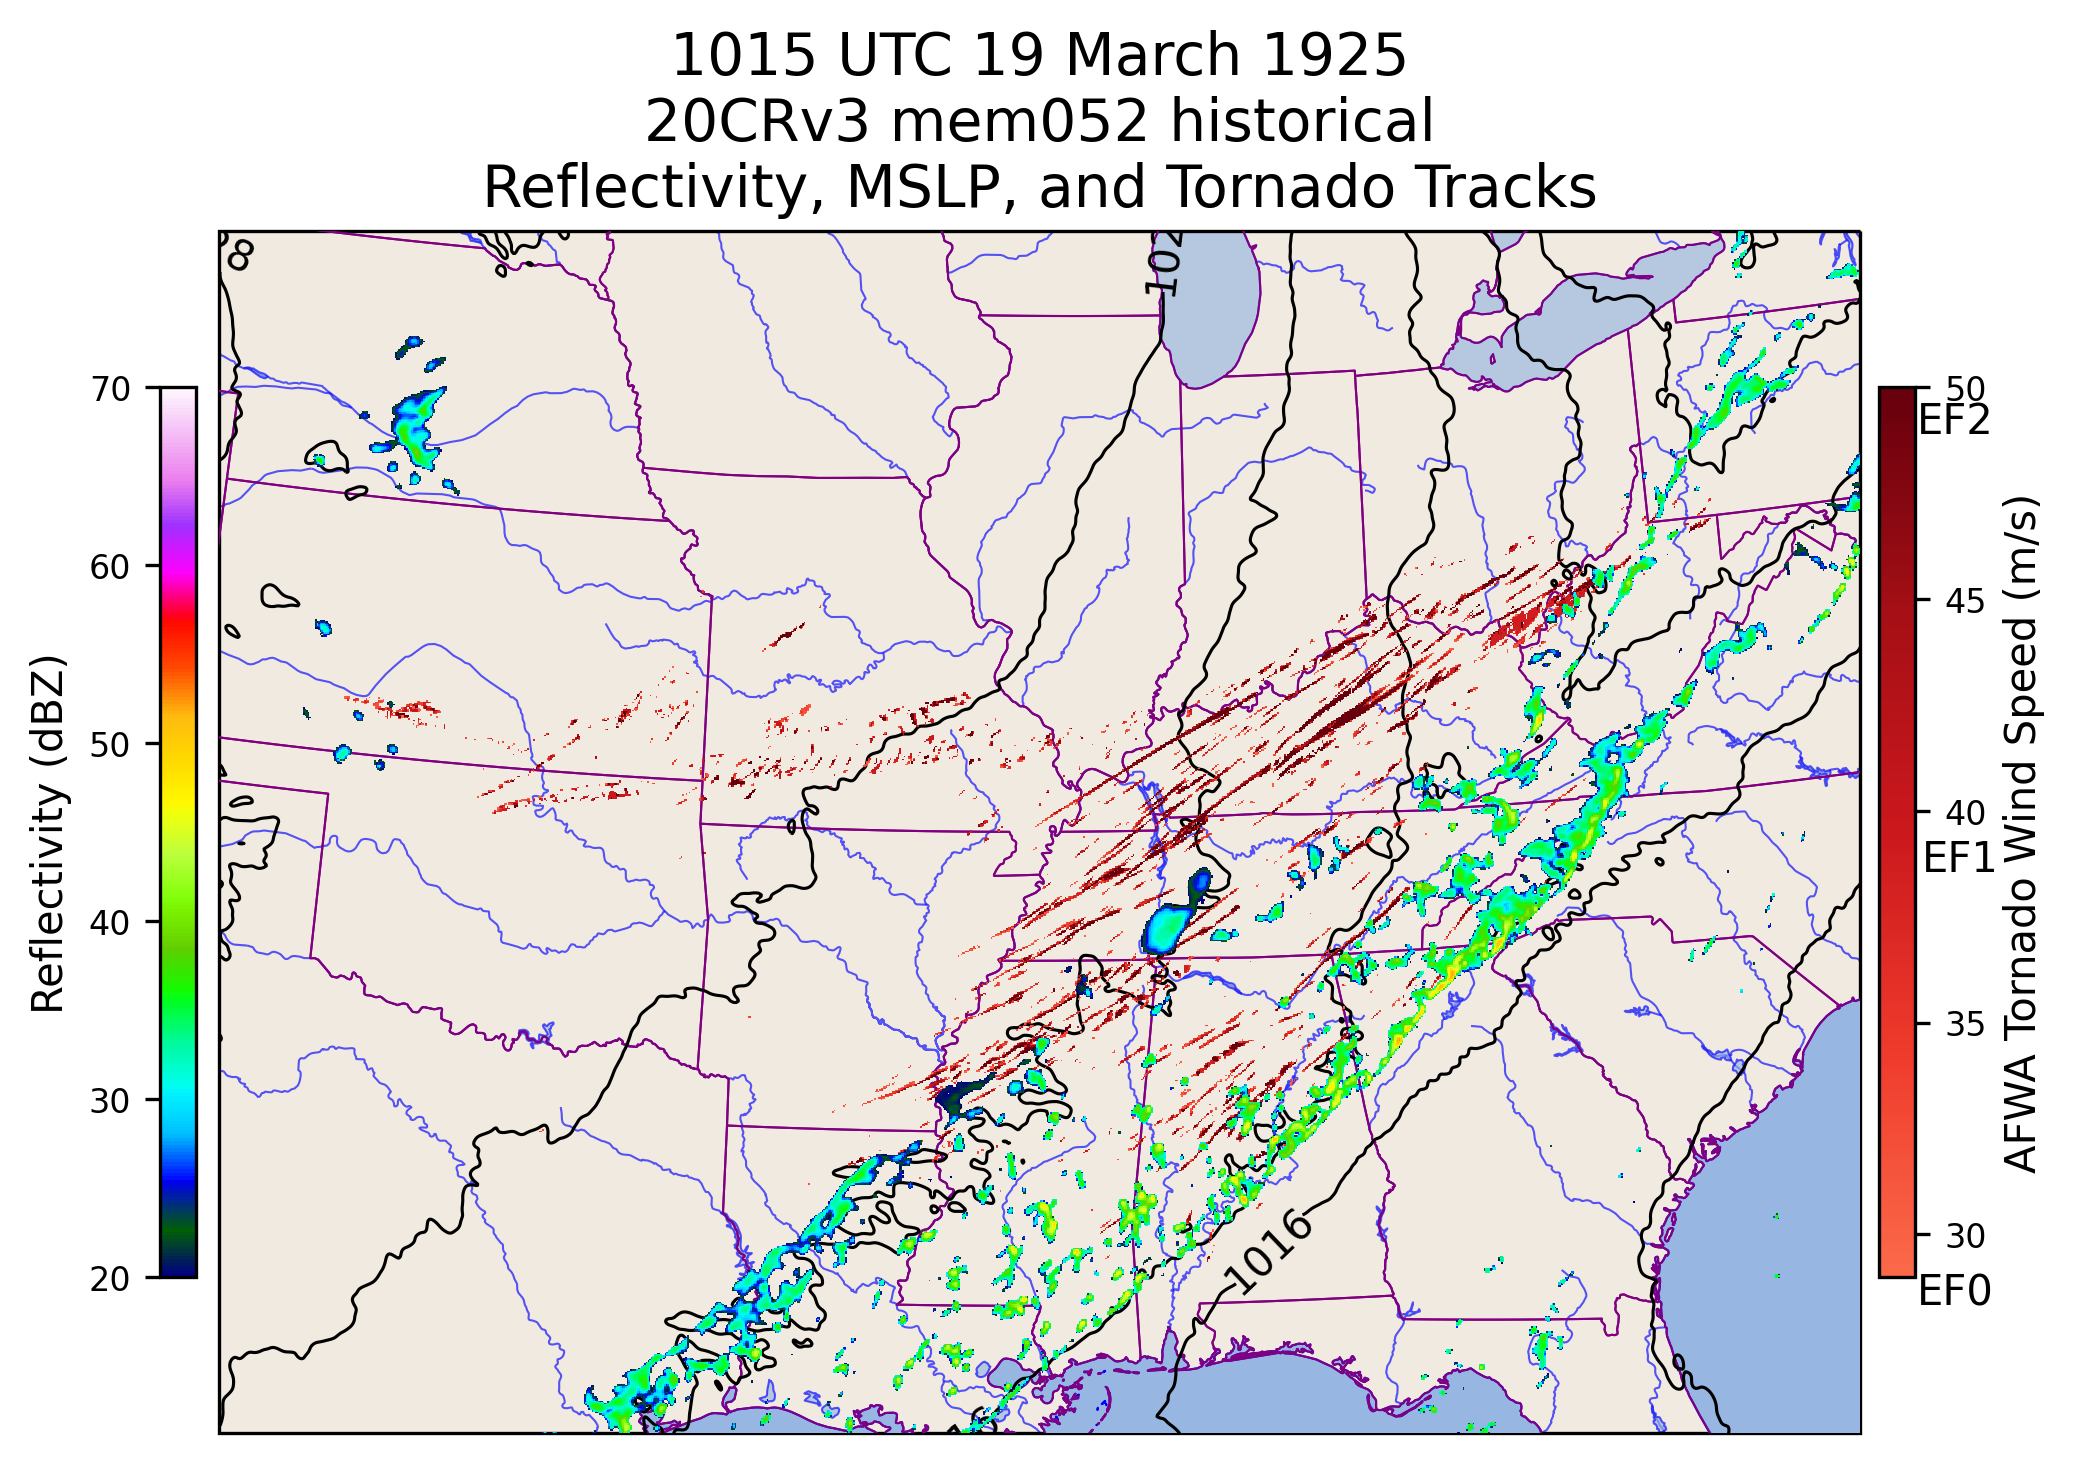 1015 UTC 19 March 1925
20CRv3 mem052 historical
Reflectivity, MSLP, and Tornado Tracks
8
102
1016
70
60
50
40
30
20
Reflectivity (dBZ)
50
EF2
45
40
EF1
35
30
EF0
AFWA Tornado Wind Speed (m/s)